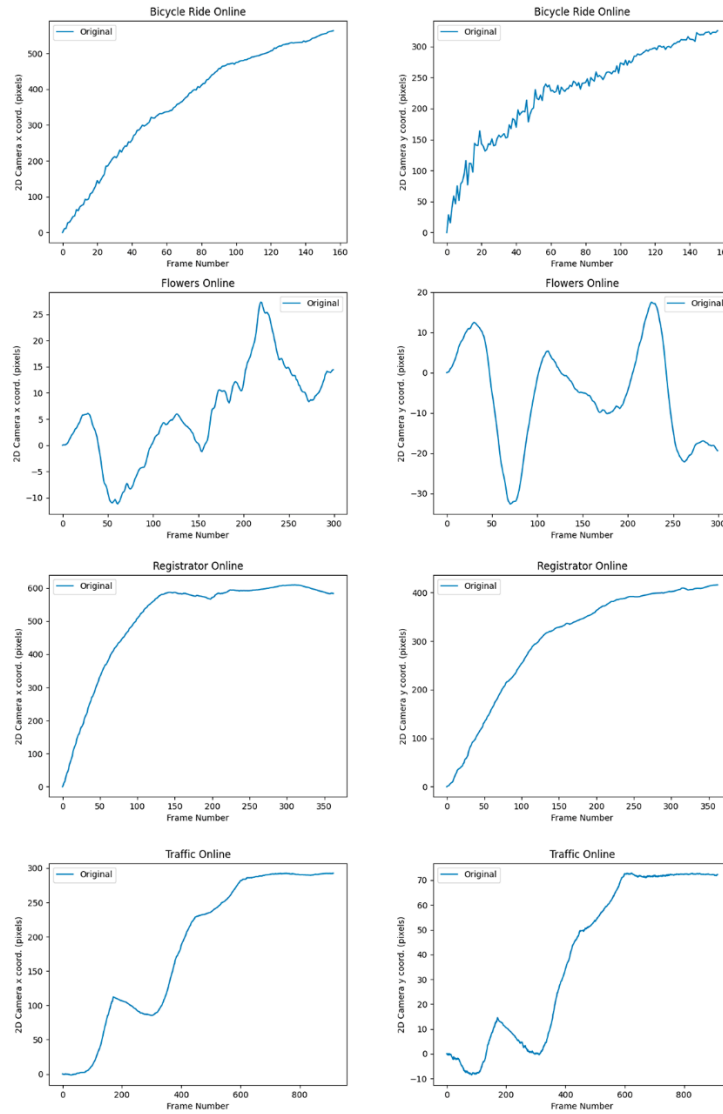 Bicycle Ride Online
Original
2D Camera x coord. (pixels)
500
400
300
200
100
0
0 20 40 60 80 100 120 140 160
Frame Number
Bicycle Ride Online
Original
2D Camera y coord. (pixels)
300
250
200
150
100
50
0
0 20 40 60 80 100 120 140 16
Frame Number
Flowers Online
Original
2D Camera x coord. (pixels)
25
20
15
10
5
0
−5
−10
0 50 100 150 200 250 300
Frame Number
Flowers Online
Original
2D Camera y coord. (pixels)
20
10
0
−10
−20
−30
0 50 100 150 200 250 300
Frame Number
Registrator Online
Original
2D Camera x coord. (pixels)
600
500
400
300
200
100
0
0 50 100 150 200 250 300 350
Frame Number
Registrator Online
Original
2D Camera y coord. (pixels)
400
300
200
100
0
0 50 100 150 200 250 300 350
Frame Number
Traffic Online
Original
2D Camera x coord. (pixels)
300
250
200
150
100
50
0
0 200 400 600 800
Frame Number
Traffic Online
Original
2D Camera y coord. (pixels)
70
60
50
40
30
20
10
0
−10
0 200 400 600 800
Frame Number